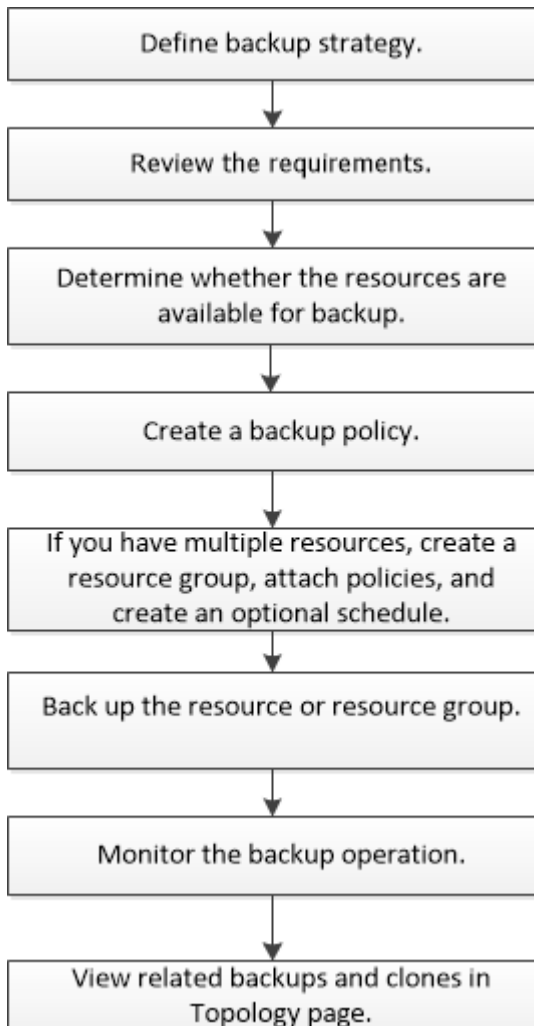 Define backup strategy.
Review the requirements.
Determine whether the resources are
available for backup.
Create a backup policy.
If you have multiple resources, create a
resource group, attach policies, and
create an optional schedule.
Back up the resource or resource group.
Monitor the backup operation.
View related backups and clones in
Topology page.